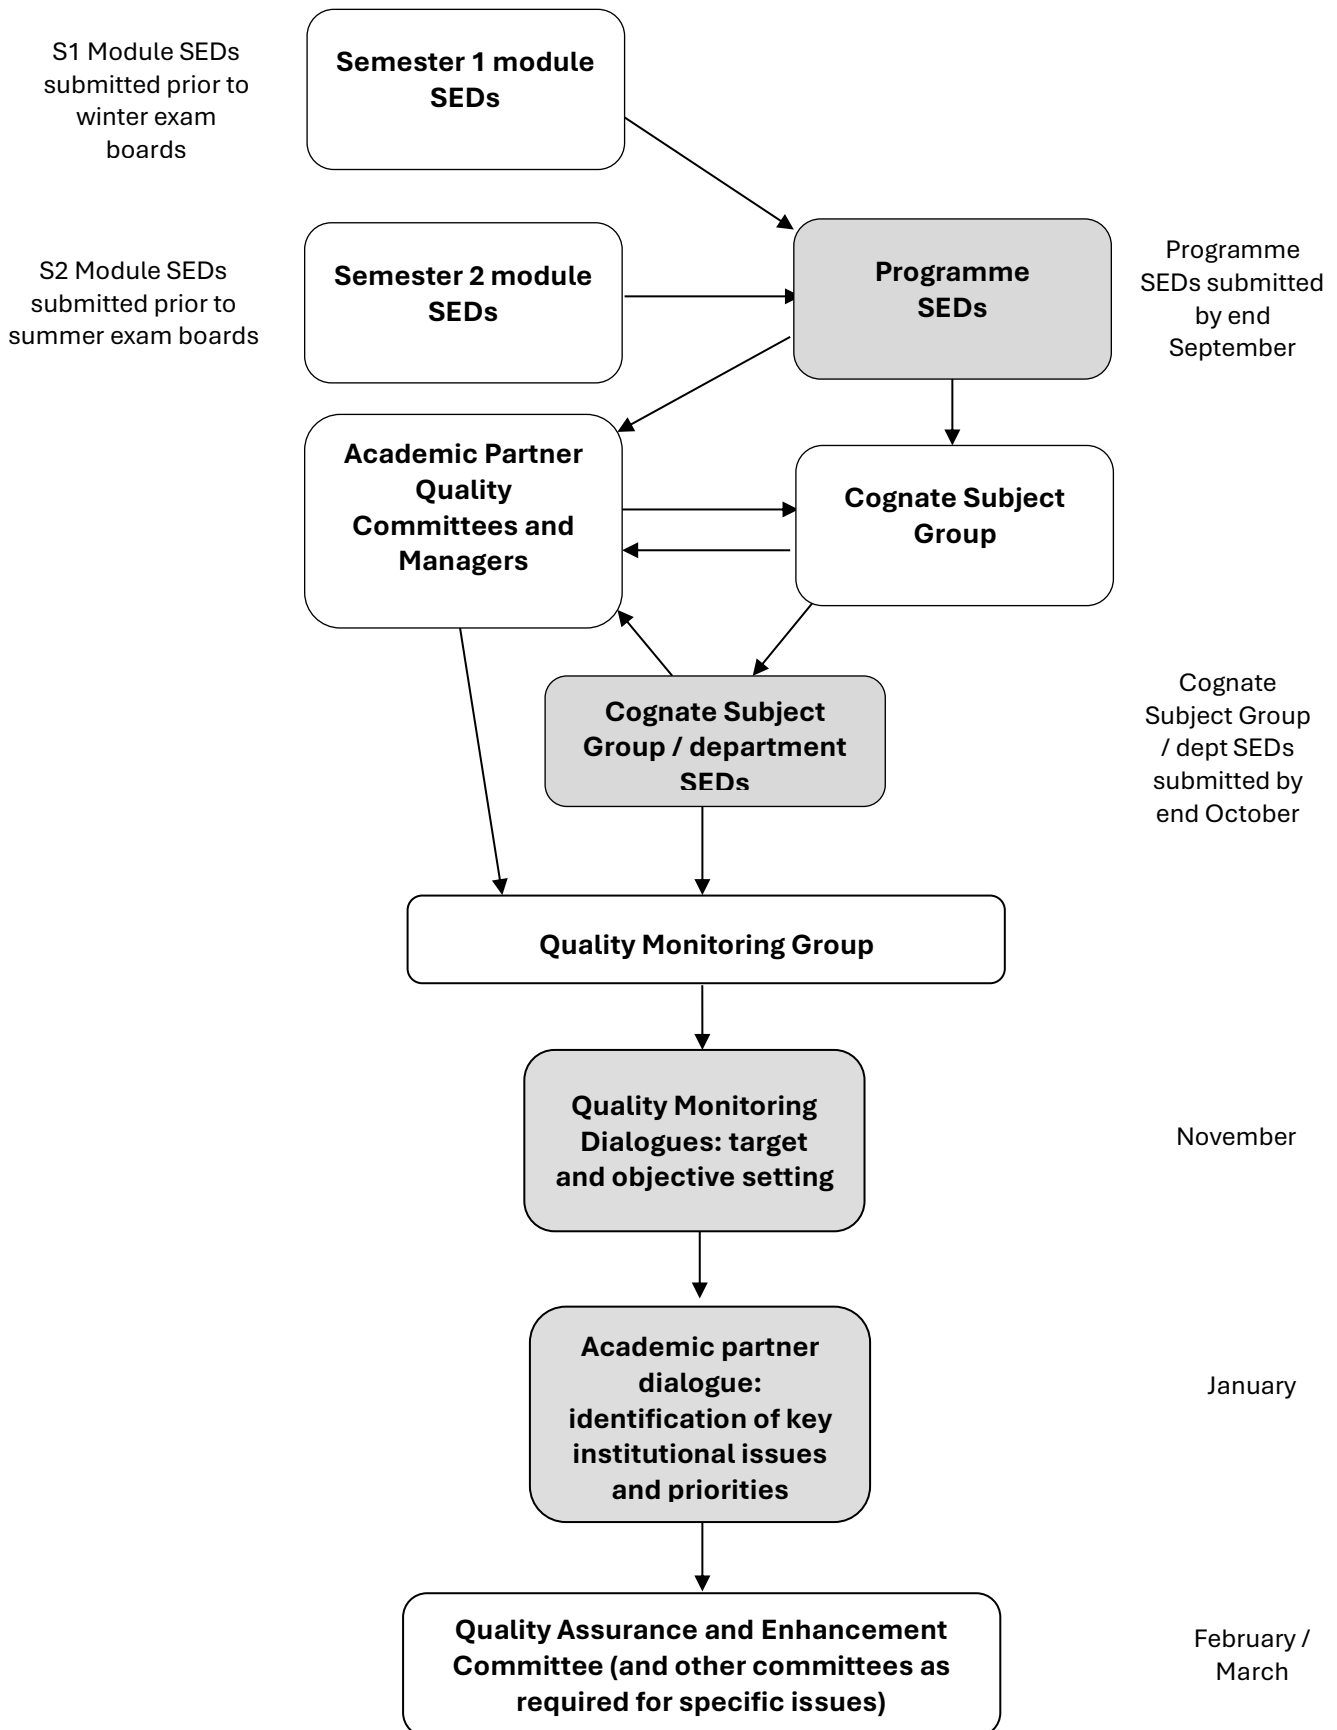 S1 Module SEDs
submitted prior to
winter exam
boards
Semester 1 module
SEDs
S2 Module SEDs
submitted prior to
summer exam boards
Semester 2 module
SEDs
Programme
SEDs
Programme
SEDs submitted
by end
September
Academic Partner
Quality
Committees and
Managers
Cognate Subject
Group
Cognate Subject
Group / department
SEDs
Cognate
Subject Group
/ dept SEDs
submitted by
end October
Quality Monitoring Group
Quality Monitoring
Dialogues: target
and objective setting
November
Academic partner
dialogue:
identification of key
institutional issues
and priorities
January
Quality Assurance and Enhancement
Committee (and other committees as
required for specific issues)
February /
March